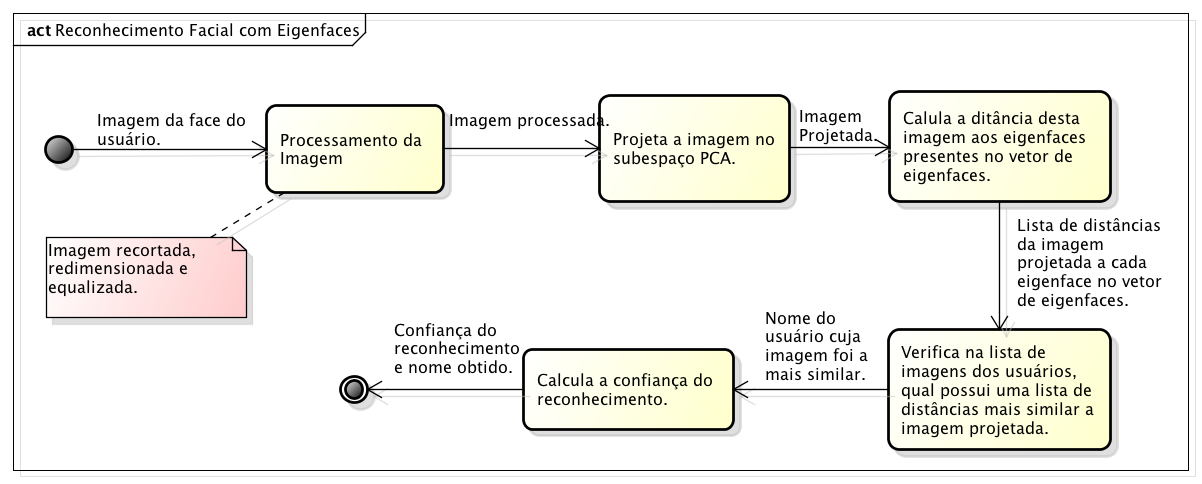 act Reconhecimento Facial com Eigenfaces
Imagem da face do
usuário.
Processamento da
Imagem
Imagem processada.
Projeta a imagem no
subespaço PCA.
Imagem
Projetada.
Calula a ditância desta
imagem aos eigenfaces
presentes no vetor de
eigenfaces.
Imagem recortada,
redimensionada e
equalizada.
Lista de distâncias
da imagem
projetada a cada
eigenface no vetor
de eigenfaces.
Verifica na lista de
imagens dos usuários,
qual possui uma lista de
distâncias mais similar a
imagem projetada.
Nome do
usuário cuja
imagem foi a
mais similar.
Calcula a confiança do
reconhecimento.
Confiança do
reconhecimento
e nome obtido.